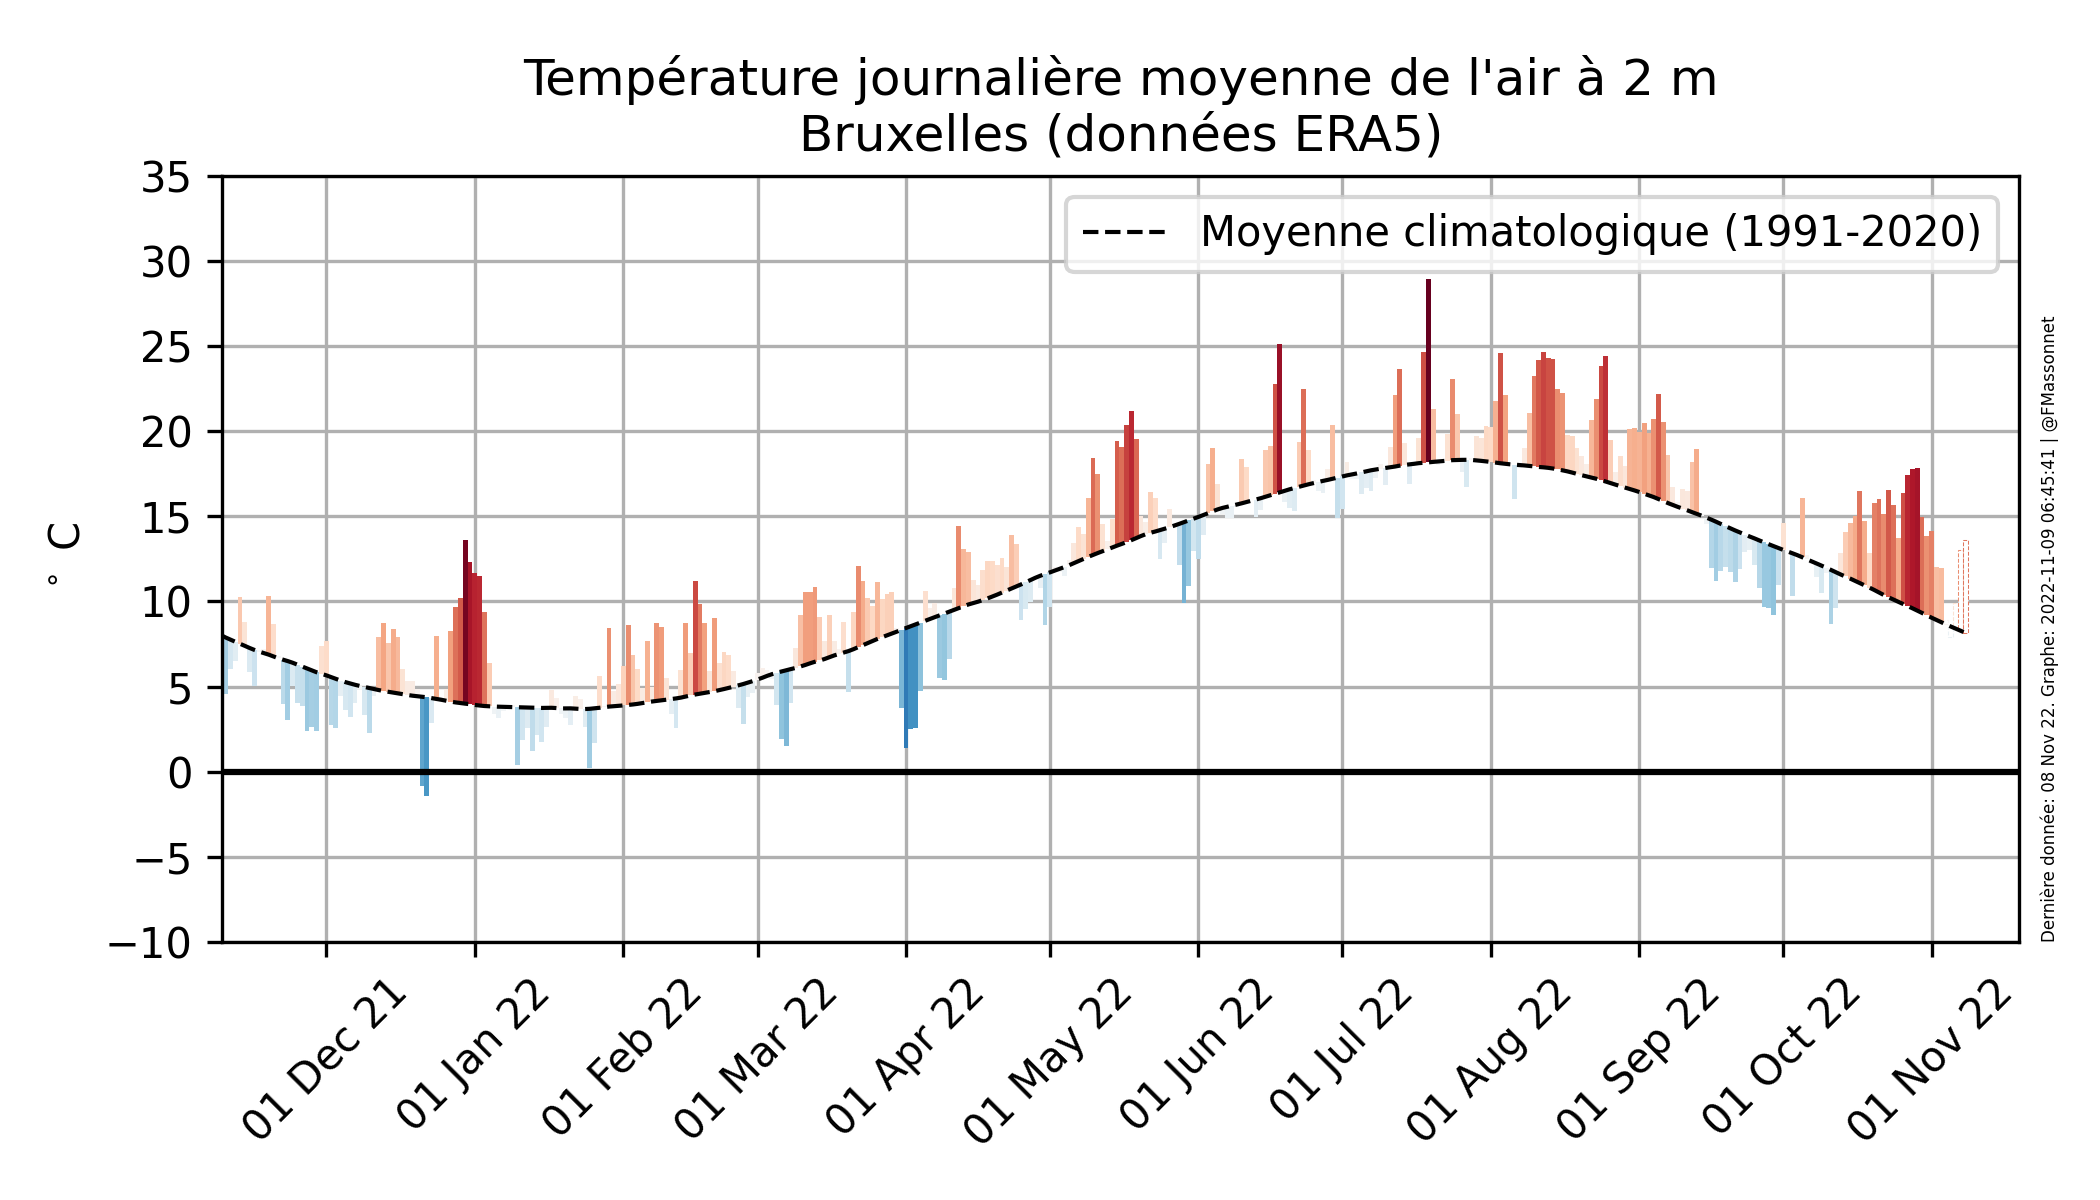 Température journalière moyenne de l'air à 2 m
Bruxelles (données ERA5)
Moyenne climatologique (1991-2020)
° C
35
30
25
20
15
10
5
0
−5
−10
01 Dec 21
01 Jan 22
01 Feb 22
01 Mar 22
01 Apr 22
01 May 22
01 Jun 22
01 Jul 22
01 Aug 22
01 Sep 22
01 Oct 22
01 Nov 22
Dernière donnée: 08 Nov 22. Graphe: 2022-11-09 06:45:41 | @FMassonnet